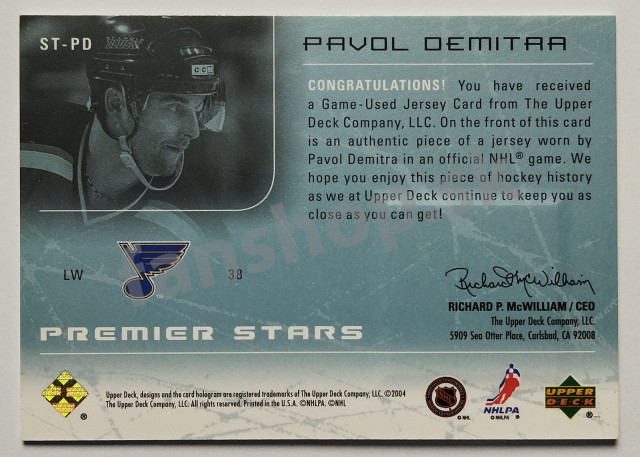 ST-PD
PAVOL DEMITRA
CCM
CONGRATULATIONS! You have received
a Game-Used Jersey Card from The Upper
Deck Company, LLC. On the front of this card
is an authentic piece of a jersey worn by
Pavol Demitra in an official NHL® game. We
hope you enjoy this piece of hockey history
as we at Upper Deck continue to keep you as
close as you can get!
LW
38
TM
Richard P. McWilliam
RICHARD P. McWILLIAM / CEO
The Upper Deck Company, LLC.
5909 Sea Otter Place, Carlsbad, CA 92008
PREMIER STARS
Upper Deck, designs and the card hologram are registered trademarks of The Upper Deck Company, LLC. ©2004
The Upper Deck Company, LLC. All rights reserved. Printed in the U.S.A. ©NHLPA. ©NHL
®
©NHL
NHLPA
©NHLPA
UPPER
DECK
®